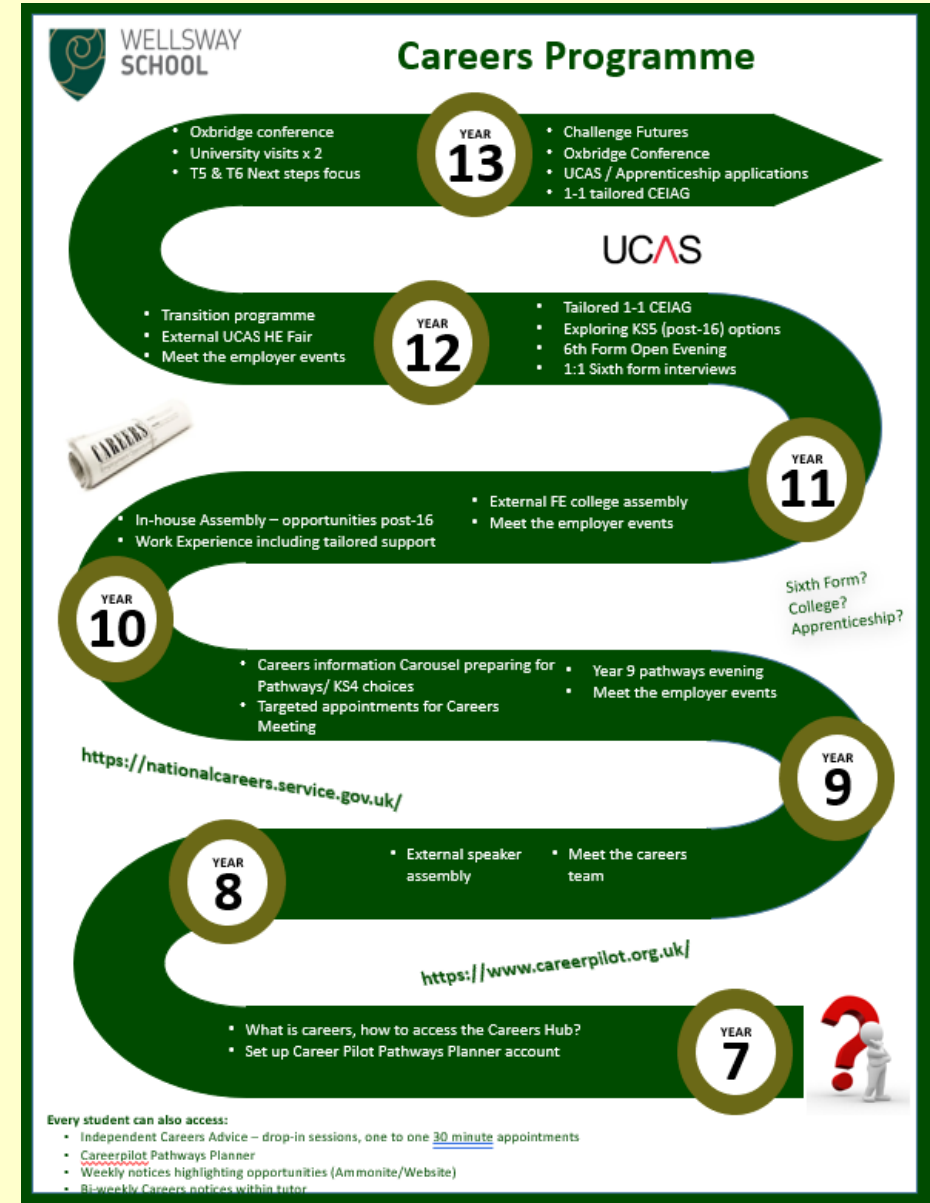 WELLSWAY
SCHOOL
Careers Programme
• Oxbridge conference
• University visits x 2
• T5 & T6 Next steps focus
YEAR
13
• Challenge Futures
• Oxbridge Conference
• UCAS / Apprenticeship applications
• 1-1 tailored CEIAG
UCAS
▪ Transition programme
▪ External UCAS HE Fair
▪ Meet the employer events
YEAR
12
▪ Tailored 1-1 CEIAG
▪ Exploring KS5 (post-16) options
▪ 6th Form Open Evening
▪ 1:1 Sixth form interviews
CAREERS
YEAR
11
▪ In-house Assembly – opportunities post-16
▪ Work Experience including tailored support
▪ External FE college assembly
▪ Meet the employer events
Sixth Form?
College?
Apprenticeship?
YEAR
10
• Careers information Carousel preparing for
Pathways/ KS4 choices
• Targeted appointments for Careers
Meeting
▪ Year 9 pathways evening
▪ Meet the employer events
https://nationalcareers.service.gov.uk/
YEAR
9
YEAR
8
▪ External speaker
assembly
▪ Meet the careers
team
https://www.careerpilot.org.uk/
▪ What is careers, how to access the Careers Hub?
▪ Set up Career Pilot Pathways Planner account
YEAR
7
?
Every student can also access:
▪ Independent Careers Advice – drop-in sessions, one to one 30 minute appointments
▪ Careerpilot Pathways Planner
▪ Weekly notices highlighting opportunities (Ammonite/Website)
▪ Bi-weekly Careers notices within tutor